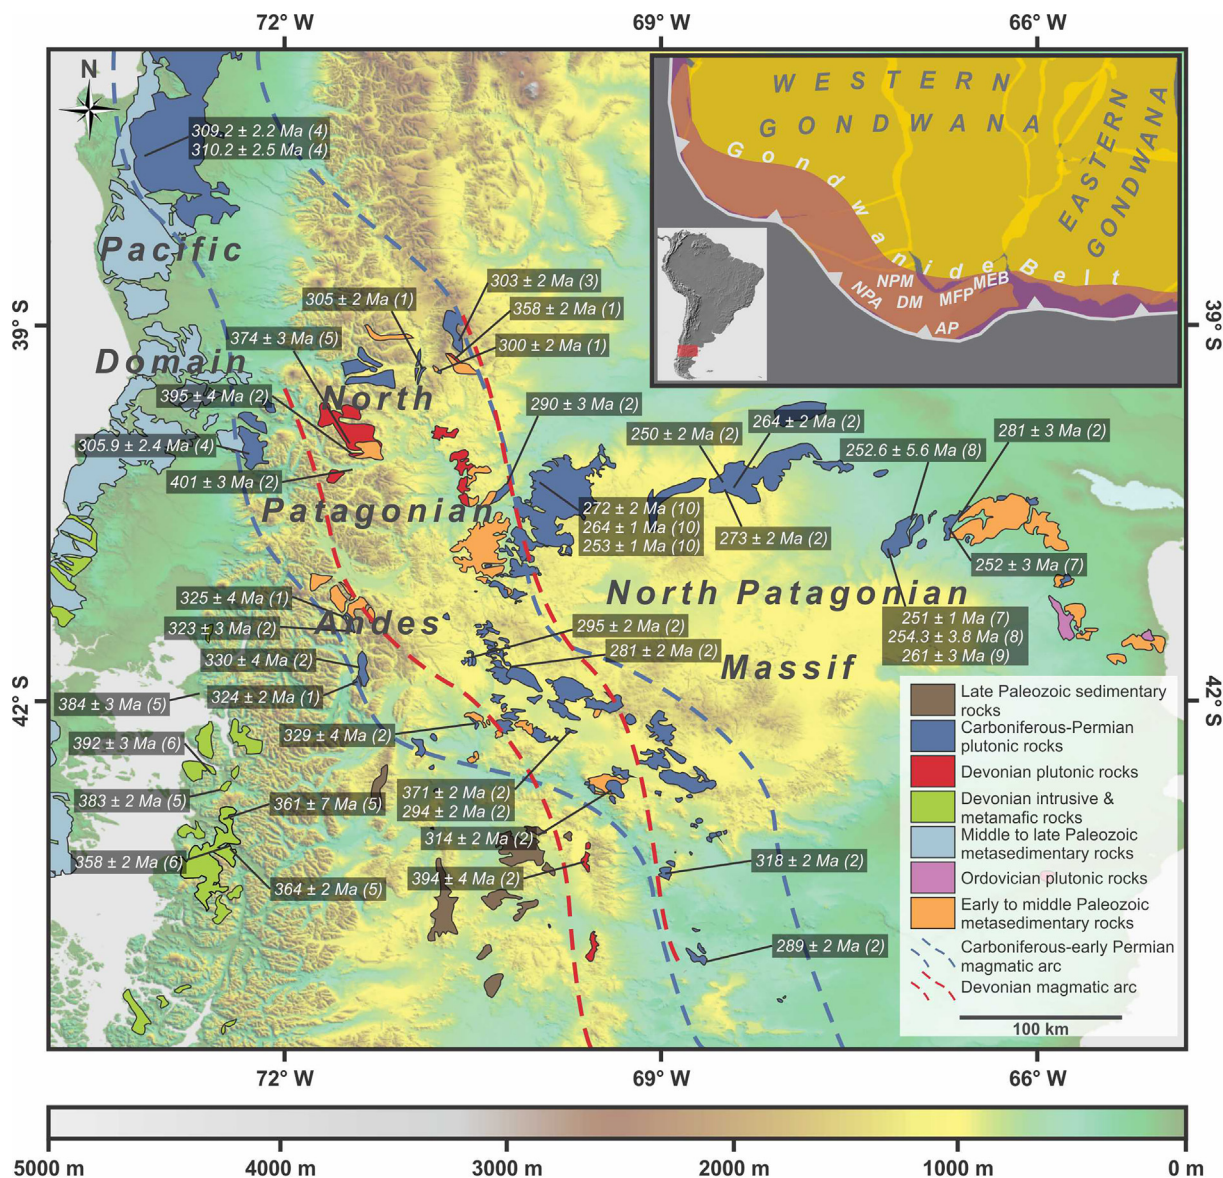 72° W
69° W
66° W
N
309.2 ± 2.2 Ma (4)
310.2 ± 2.5 Ma (4)
WESTERN
GONDWANA
EASTERN
GONDWANA
Gondwanide Belt
NPM
MEB
NPA
DM
MFP
AP
Pacific
Domain
303 ± 2 Ma (3)
305 ± 2 Ma (1)
358 ± 2 Ma (1)
39° S
39° S
374 ± 3 Ma (5)
300 ± 2 Ma (1)
North
Patagonian
Andes
395 ± 4 Ma (2)
290 ± 3 Ma (2)
264 ± 2 Ma (2)
250 ± 2 Ma (2)
281 ± 3 Ma (2)
305.9 ± 2.4 Ma (4)
252.6 ± 5.6 Ma (8)
401 ± 3 Ma (2)
272 ± 2 Ma (10)
264 ± 1 Ma (10)
253 ± 1 Ma (10)
273 ± 2 Ma (2)
252 ± 3 Ma (7)
North Patagonian
Massif
325 ± 4 Ma (1)
323 ± 3 Ma (2)
295 ± 2 Ma (2)
251 ± 1 Ma (7)
254.3 ± 3.8 Ma (8)
261 ± 3 Ma (9)
281 ± 2 Ma (2)
330 ± 4 Ma (2)
324 ± 2 Ma (1)
384 ± 3 Ma (5)
42° S
42° S
329 ± 4 Ma (2)
392 ± 3 Ma (6)
383 ± 2 Ma (5)
361 ± 7 Ma (5)
371 ± 2 Ma (2)
294 ± 2 Ma (2)
314 ± 2 Ma (2)
358 ± 2 Ma (6)
318 ± 2 Ma (2)
394 ± 4 Ma (2)
364 ± 2 Ma (5)
289 ± 2 Ma (2)
Late Paleozoic sedimentary
rocks
Carboniferous-Permian
plutonic rocks
Devonian plutonic rocks
Devonian intrusive &
metamafic rocks
Middle to late Paleozoic
metasedimentary rocks
Ordovician plutonic rocks
Early to middle Paleozoic
metasedimentary rocks
Carboniferous-early Permian
magmatic arc
Devonian magmatic arc
100 km
72° W
69° W
66° W
5000 m
4000 m
3000 m
2000 m
1000 m
0 m